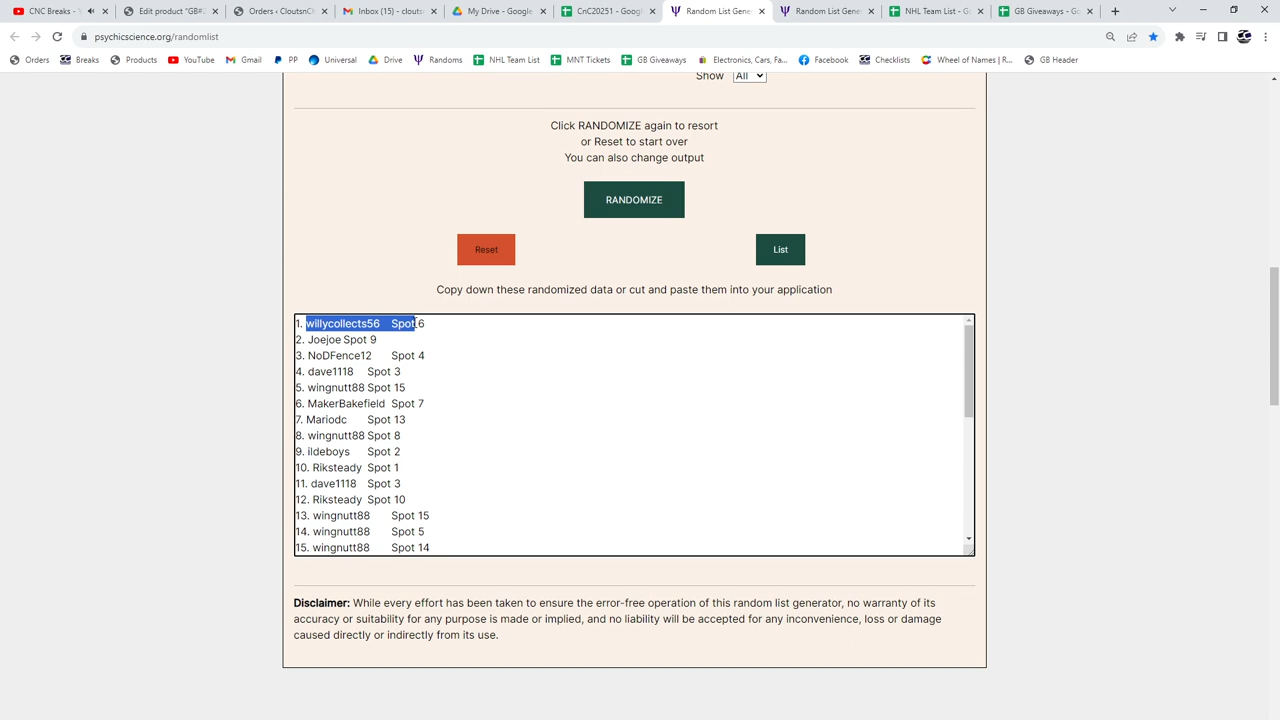 CNC Breaks -
Edit product "GB#:
Orders ‹ CloutsnC
Inbox (15) - clouts
My Drive - Google
CnC20251 - Googl
Random List Gene
Random List Gene
NHL Team List - G
GB Giveaways - Go
psychicscience.org/randomlist
Orders
Breaks
Products
YouTube
Gmail
PP
Universal
Drive
Randoms
NHL Team List
MNT Tickets
GB Giveaways
Electronics, Cars, Fa...
Facebook
Checklists
Wheel of Names | R...
GB Header
Show All
Click RANDOMIZE again to resort
or Reset to start over
You can also change output
RANDOMIZE
Reset
List
Copy down these randomized data or cut and paste them into your application
1. willycollects56 Spot 6
2. Joejoe Spot 9
3. NoDFence12 Spot 4
4. dave1118 Spot 3
5. wingnutt88 Spot 15
6. MakerBakefield Spot 7
7. Mariodc Spot 13
8. wingnutt88 Spot 8
9. ildeboys Spot 2
10. Riksteady Spot 1
11. dave1118 Spot 3
12. Riksteady Spot 10
13. wingnutt88 Spot 15
14. wingnutt88 Spot 5
15. wingnutt88 Spot 14
Disclaimer: While every effort has been taken to ensure the error-free operation of this random list generator, no warranty of its
accuracy or suitability for any purpose is made or implied, and no liability will be accepted for any inconvenience, loss or damage
caused directly or indirectly from its use.